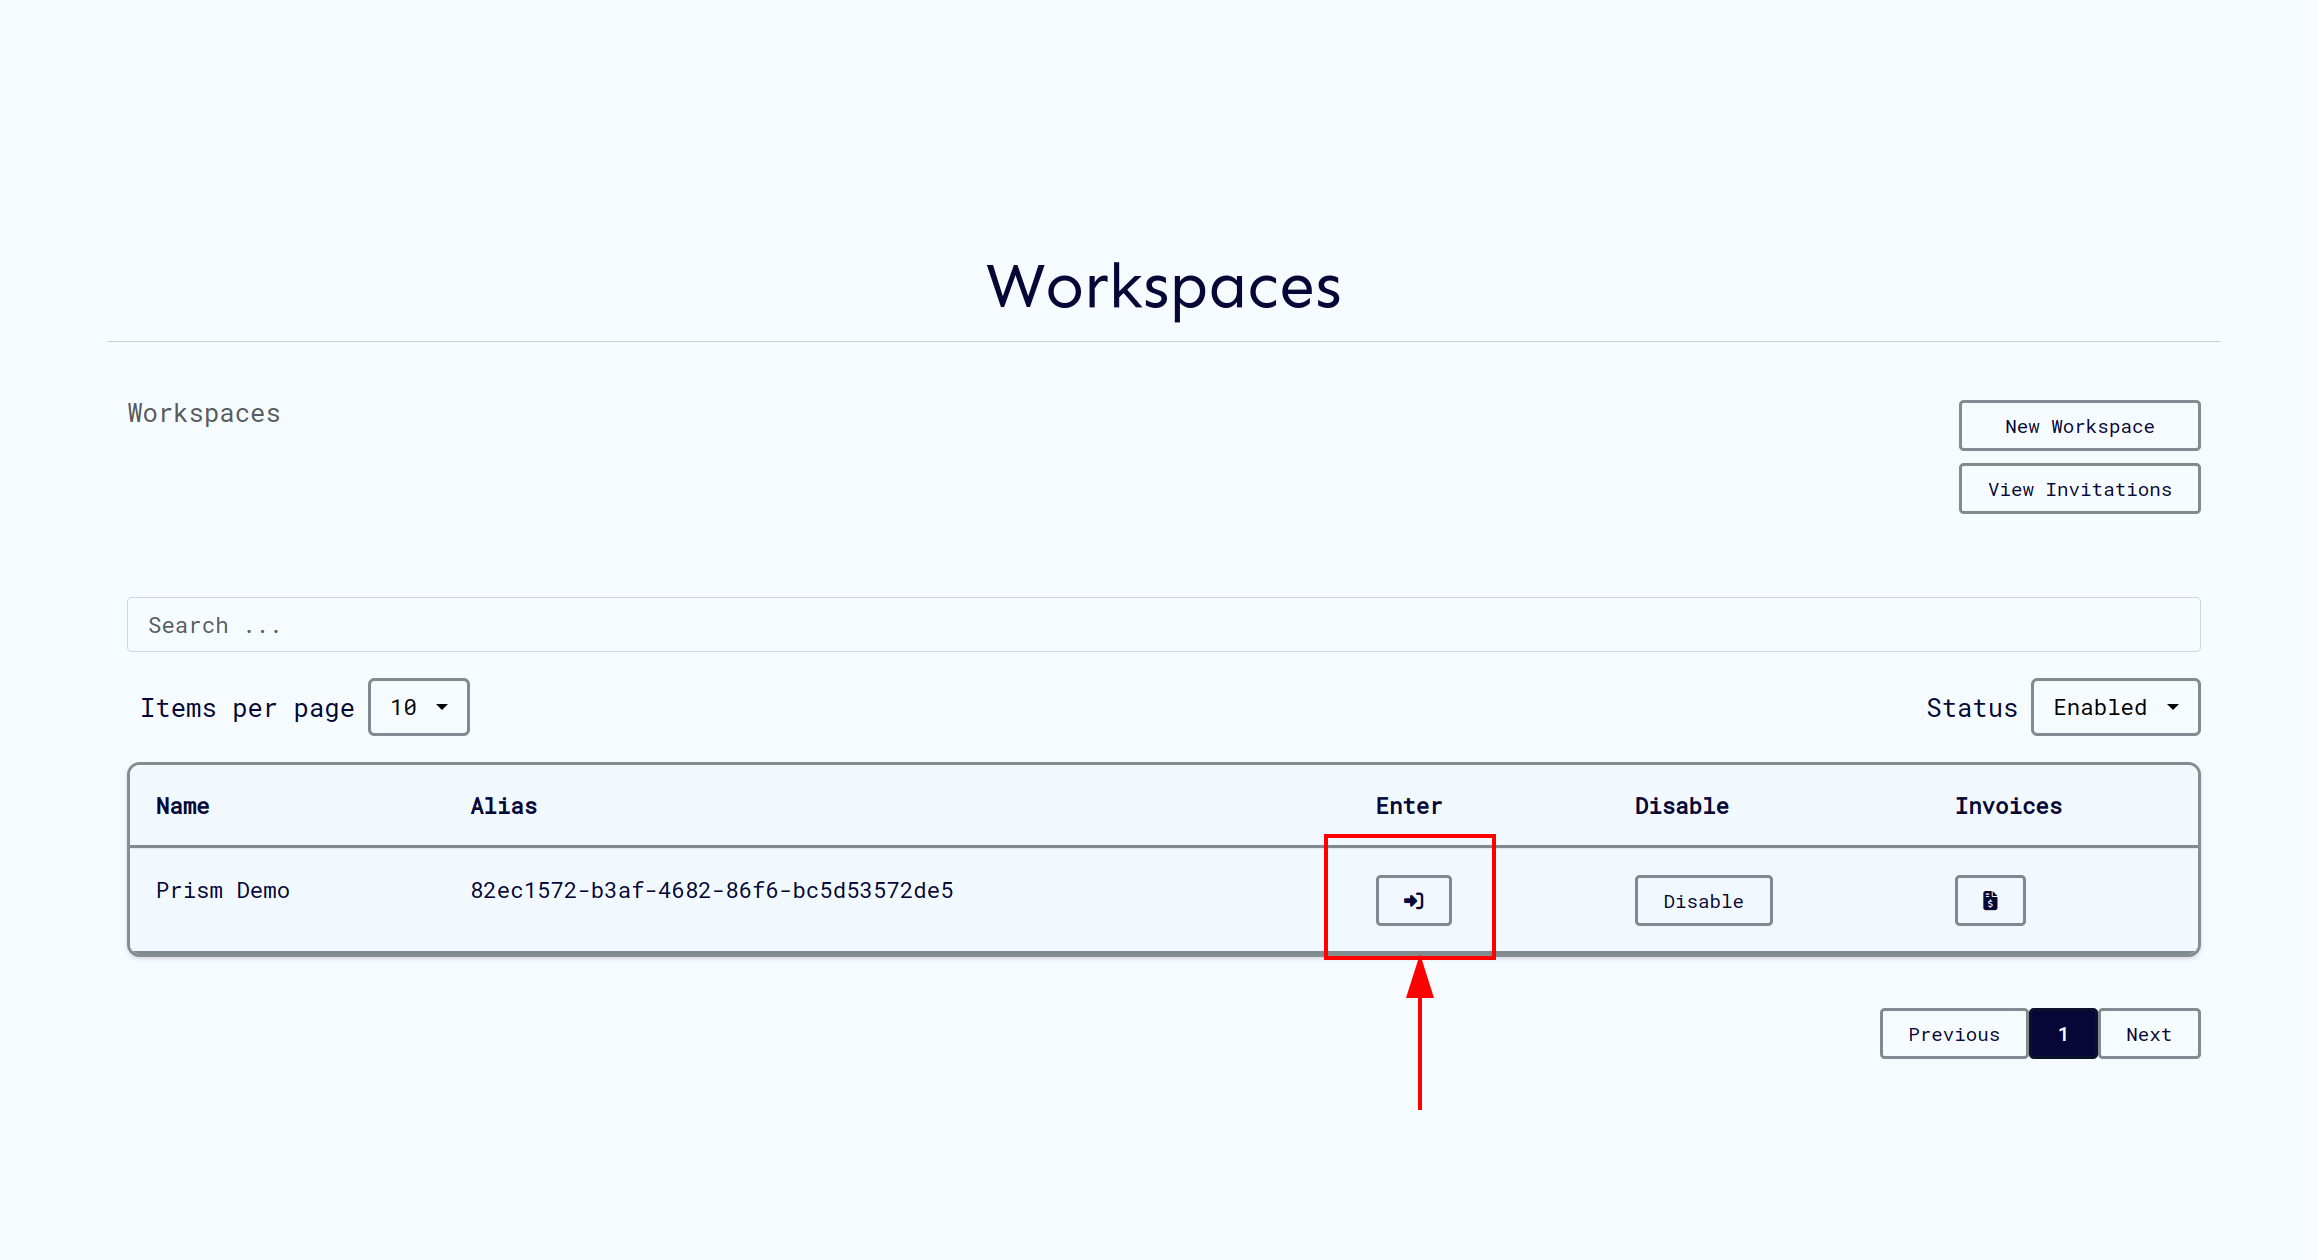 Workspaces
Workspaces
New Workspace
View Invitations
Search ...
Items per page 10 Status Enabled
Name Alias Enter Disable Invoices
Prism Demo 82ec1572-b3af-4682-86f6-bc5d53572de5 Disable
Previous 1 Next